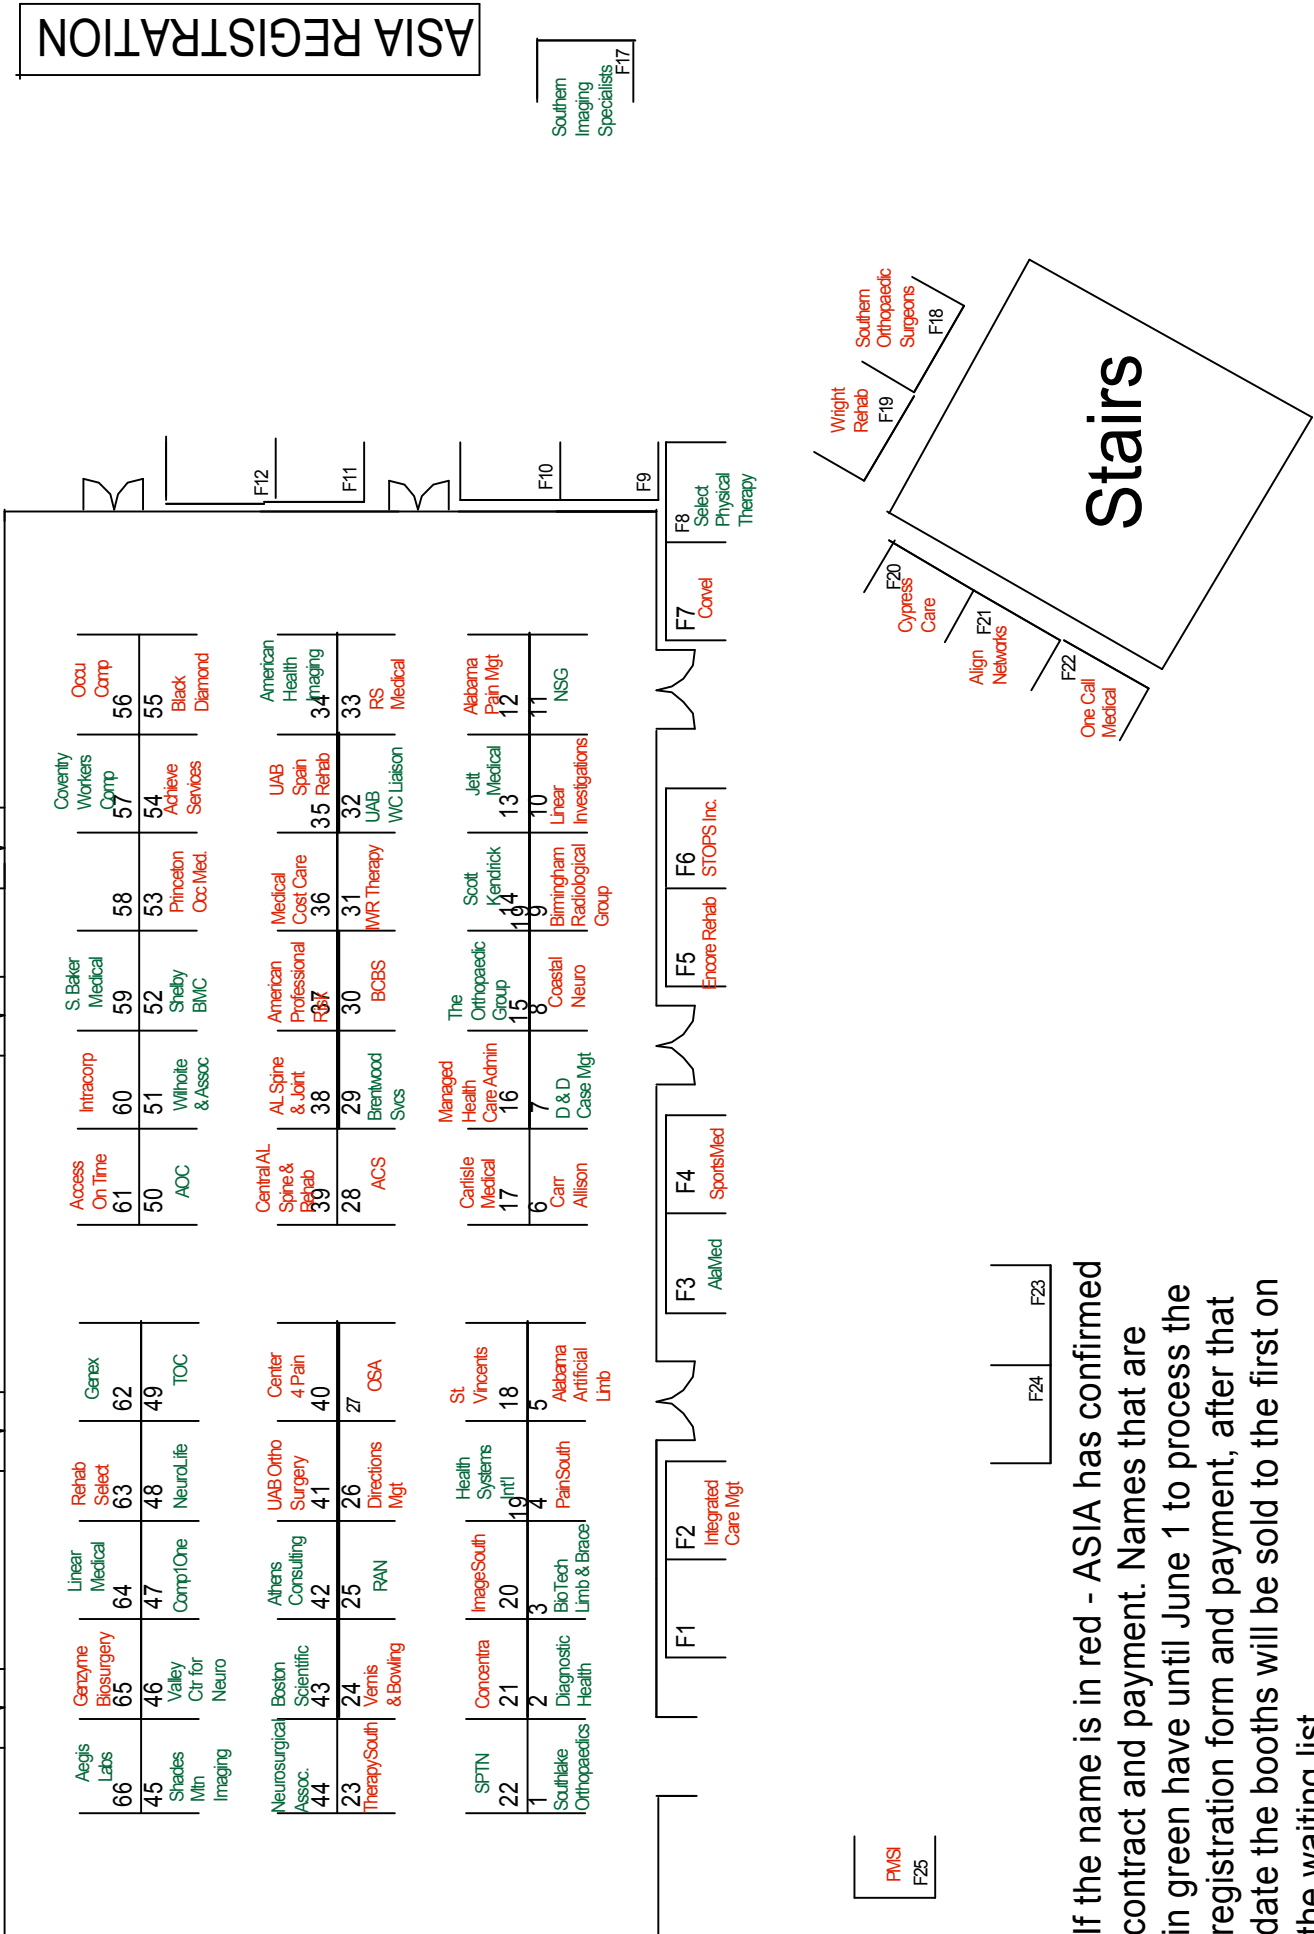 ASIA REGISTRATION
Southern
Imaging
Specialists
F17
Southern
Orthopaedic
Surgeons
F18
Wright
Rehab
F19
Stairs
F20
Cypress
Care
F21
Align
Networks
F22
One Call
Medical
F12
F11
F10
F9
F8
Select
Physical
Therapy
F7
Corvel
F6
STOPS Inc.
F5
Encore Rehab
F4
SportsMed
F3
AlaMed
F2
Integrated
Care Mgt
F1
F23
F24
PMSI
F25
Occu
Comp
56
55
Black
Diamond
Coventry
Workers
Comp
57
54
Achieve
Services
58
53
Princeton
Occ Med.
S. Baker
Medical
59
52
Shelby
BMC
Intracorp
60
51
Wilhoite
& Assoc
Access
On Time
61
50
AOC
Genex
62
49
TOC
Rehab
Select
63
48
NeuroLife
Linear
Medical
64
47
Comp1One
Genzyme
Biosurgery
65
46
Valley
Ctr for
Neuro
Aegis
Labs
66
45
Shades
Mtn
Imaging
American
Health
Imaging
34
33
RS
Medical
UAB
Spain
Rehab
35
32
UAB
WC Liaison
Medical
Cost Care
36
31
IWR Therapy
American
Professional
Risk
37
30
BCBS
AL Spine
& Joint
38
29
Brentwood
Svcs
Central AL
Spine &
Rehab
39
28
ACS
Center
4 Pain
40
27
OSA
UAB Ortho
Surgery
41
26
Directions
Mgt
Athens
Consulting
42
25
RAN
Boston
Scientific
43
24
Vernis
& Bowling
Neurosurgical
Assoc.
44
23
TherapySouth
Alabama
Pain Mgt
12
11
NSG
Jett
Medical
13
10
Linear
Investigations
Scott
Kendrick
14
19
9
Birmingham
Radiological
Group
The
Orthopaedic
Group
15
8
Coastal
Neuro
Managed
Health
Care Admin
16
7
D & D
Case Mgt
Carlisle
Medical
17
6
Carr
Allison
St.
Vincents
18
5
Alabama
Artificial
Limb
Health
Systems
Int'l
19
4
PainSouth
ImageSouth
20
3
BioTech
Limb & Brace
Concentra
21
2
Diagnostic
Health
SPTN
22
1
Southlake
Orthopaedics
If the name is in red - ASIA has confirmed
contract and payment. Names that are
in green have until June 1 to process the
registration form and payment, after that
date the booths will be sold to the first on
the waiting list